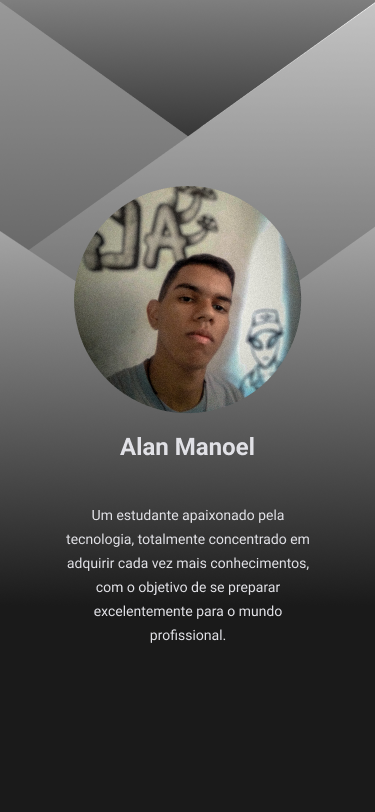 Alan Manoel
Um estudante apaixonado pela
tecnologia, totalmente concentrado em
adquirir cada vez mais conhecimentos,
com o objetivo de se preparar
excelentemente para o mundo
profissional.